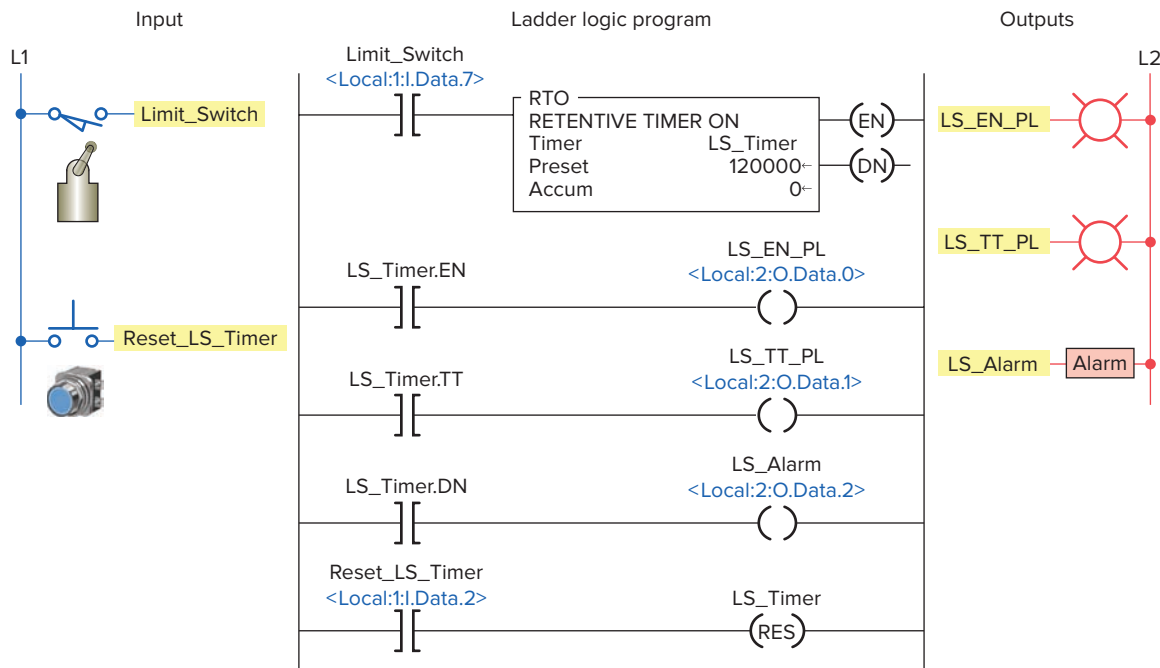 Input
Ladder logic program
Outputs
L1
L2
Limit_Switch
Reset_LS_Timer
Limit_Switch
<Local:1:I.Data.7>
RTO
RETENTIVE TIMER ON
Timer LS_Timer
Preset 120000←
Accum 0←
EN
DN
LS_Timer.EN
LS_EN_PL
<Local:2:O.Data.0>
LS_Timer.TT
LS_TT_PL
<Local:2:O.Data.1>
LS_Timer.DN
LS_Alarm
<Local:2:O.Data.2>
Reset_LS_Timer
<Local:1:I.Data.2>
LS_Timer
RES
LS_EN_PL
LS_TT_PL
LS_Alarm
Alarm